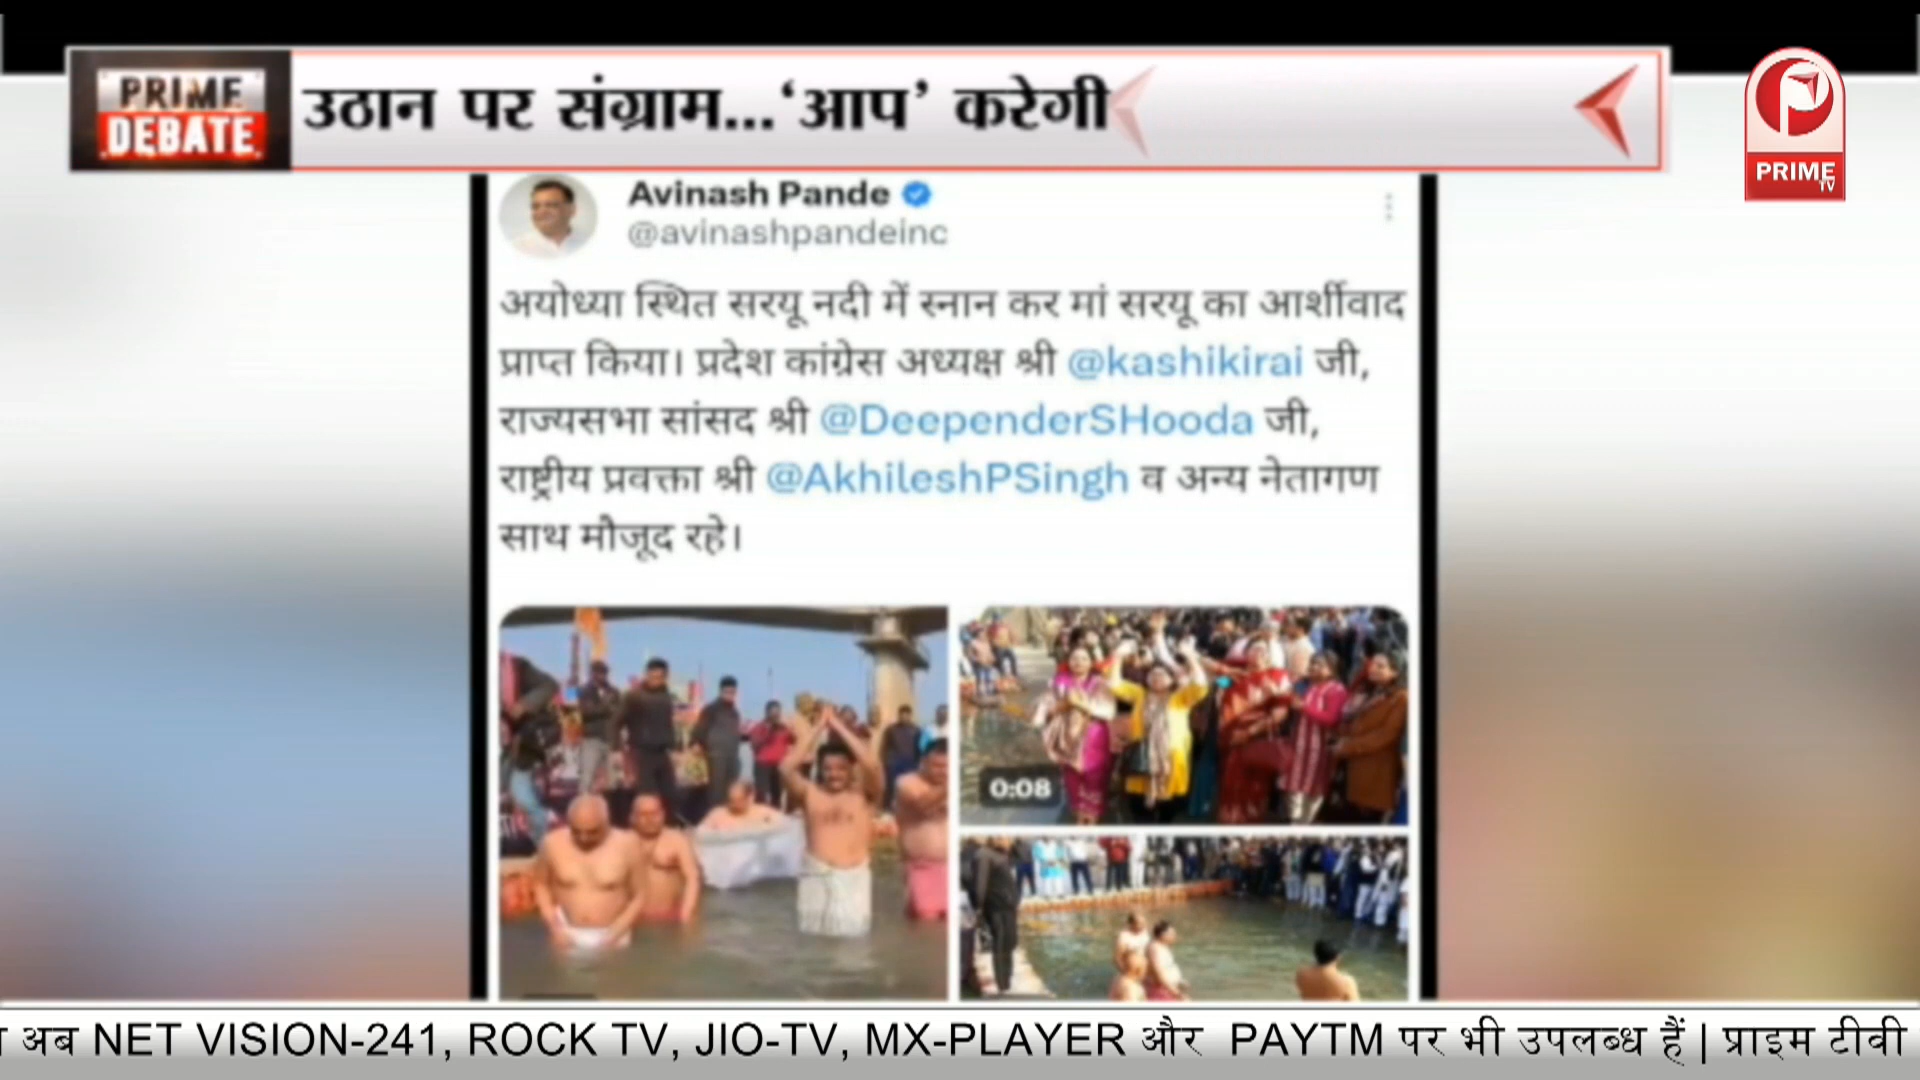 PRIME
DEBATE
उठान पर संग्राम...‘आप’ करेगी
PRIME
TV
Avinash Pande
@avinashpandeinc
अयोध्या स्थित सरयू नदी में स्नान कर मां सरयू का आर्शीवाद
प्राप्त किया। प्रदेश कांग्रेस अध्यक्ष श्री @kashikirai जी,
राज्यसभा सांसद श्री @DeependerSHooda जी,
राष्ट्रीय प्रवक्ता श्री @AkhileshPSingh व अन्य नेतागण
साथ मौजूद रहे।
0:08
अब NET VISION-241, ROCK TV, JIO-TV, MX-PLAYER और PAYTM पर भी उपलब्ध हैं | प्राइम टीवी